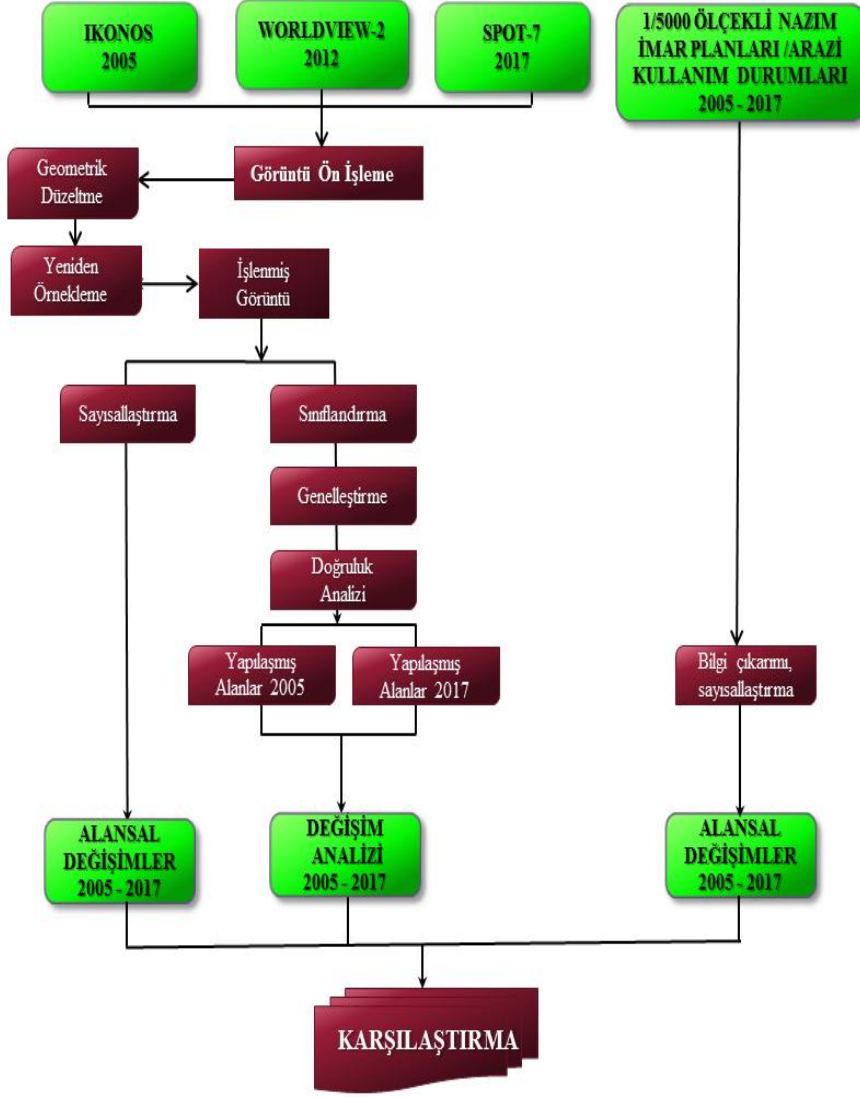 IKONOS
2005
WORLDVIEW-2
2012
SPOT-7
2017
1/5000 ÖLÇEKLİ NAZIM
İMAR PLANLARI /ARAZİ
KULLANIM DURUMLARI
2005 - 2017
Görüntü Ön İşleme
Geometrik
Düzeltme
Yeniden
Örnekleme
İşlenmiş
Görüntü
Sayısallaştırma
Sınıflandırma
Genelleştirme
Doğruluk
Analizi
Yapılaşmış
Alanlar 2005
Yapılaşmış
Alanlar 2017
Bilgi çıkarımı,
sayısallaştırma
ALANSAL
DEĞİŞİMLER
2005 - 2017
DEĞİŞİM
ANALİZİ
2005 - 2017
ALANSAL
DEĞİŞİMLER
2005 - 2017
KARŞILAŞTIRMA